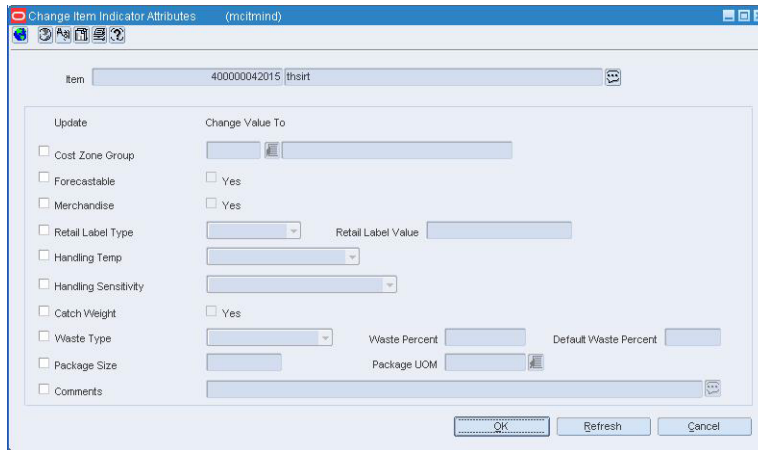 Change Item Indicator Attributes (mcitmind)
Item 400000042015 thsirt
Update Change Value To
Cost Zone Group
Forecastable Yes
Merchandise Yes
Retail Label Type Retail Label Value
Handling Temp
Handling Sensitivity
Catch Weight Yes
Waste Type Waste Percent Default Waste Percent
Package Size Package UOM
Comments
OK Refresh Cancel